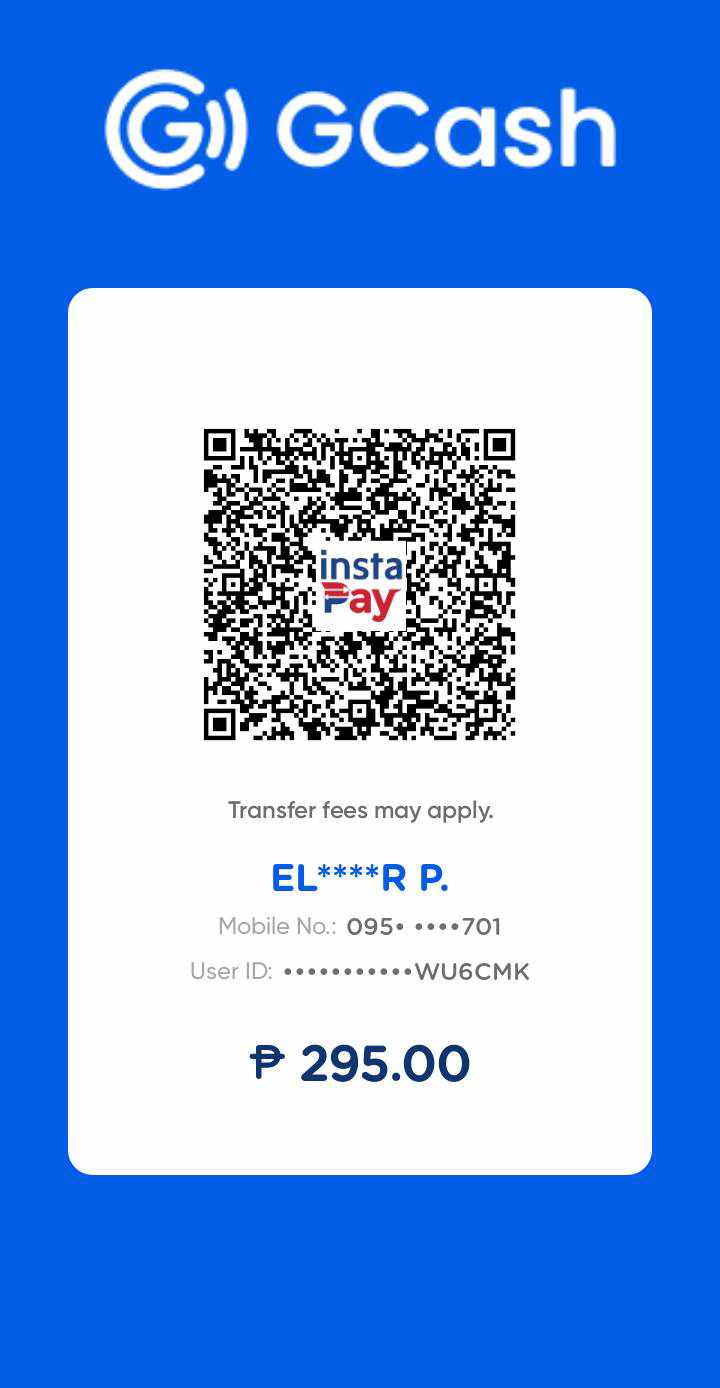 GCash
insta
Pay
Transfer fees may apply.
EL****R P.
Mobile No.: 095• ••••701
User ID: •••••••••••WU6CMK
₱ 295.00